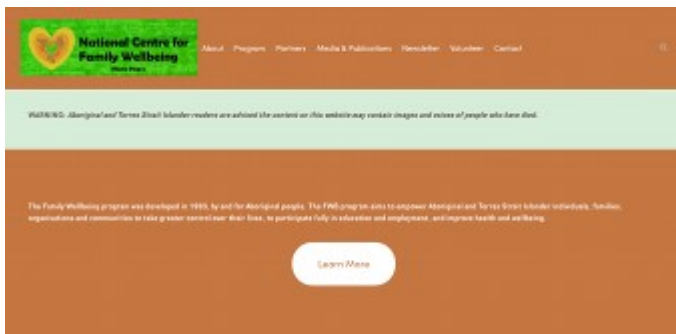 National Centre for
Family Wellbeing
About Program Partners Media & Publications Newsletter Volunteer Contact
WARNING: Aboriginal and Torres Strait Islander readers are advised the content on this website may contain images and voices of people who have died.
The Family Wellbeing program was developed in 1993, by and for Aboriginal people. The FWB program aims to empower Aboriginal and Torres Strait Islander individuals, families,
organisations and communities to take greater control over their lives, to participate fully in education and employment, and improve health and wellbeing.
Learn More